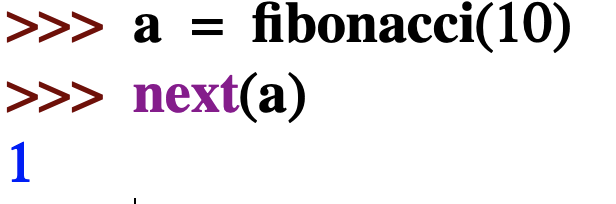 >>> a = fibonacci(10)
>>> next(a)
1